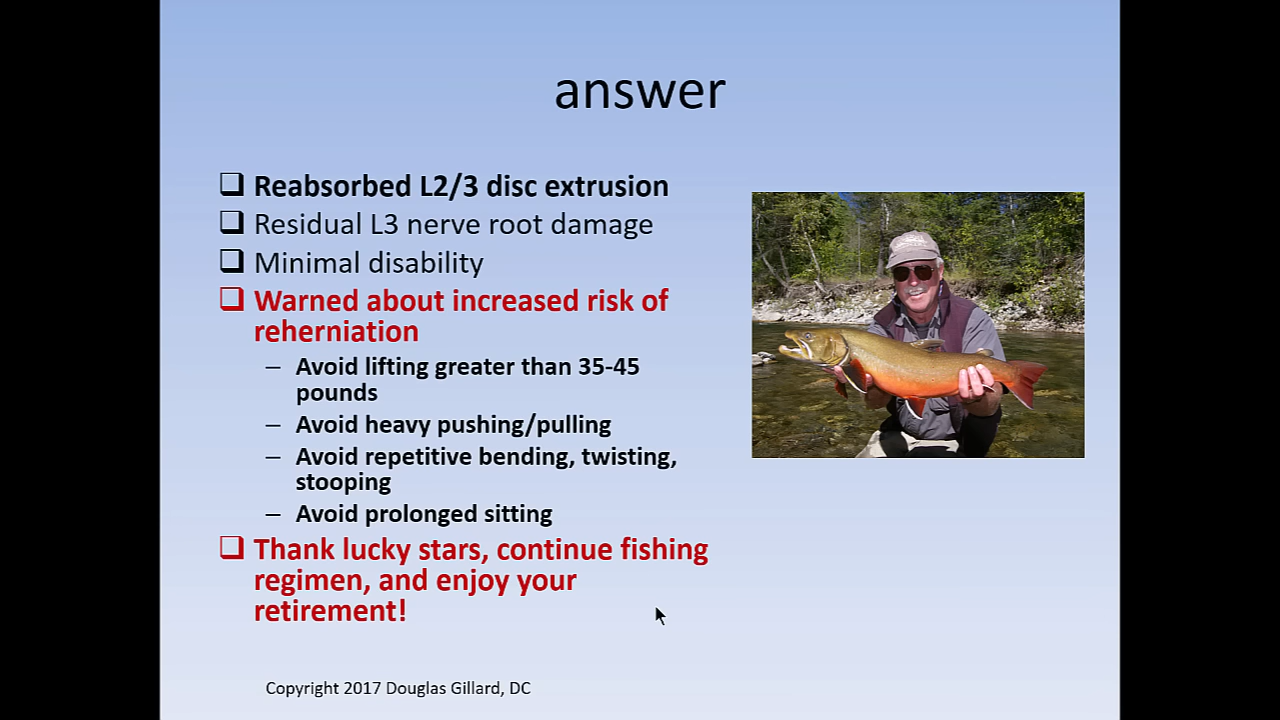 answer
Reabsorbed L2/3 disc extrusion
Residual L3 nerve root damage
Minimal disability
Warned about increased risk of
reherniation
– Avoid lifting greater than 35-45
pounds
– Avoid heavy pushing/pulling
– Avoid repetitive bending, twisting,
stooping
– Avoid prolonged sitting
Thank lucky stars, continue fishing
regimen, and enjoy your
retirement!
Copyright 2017 Douglas Gillard, DC